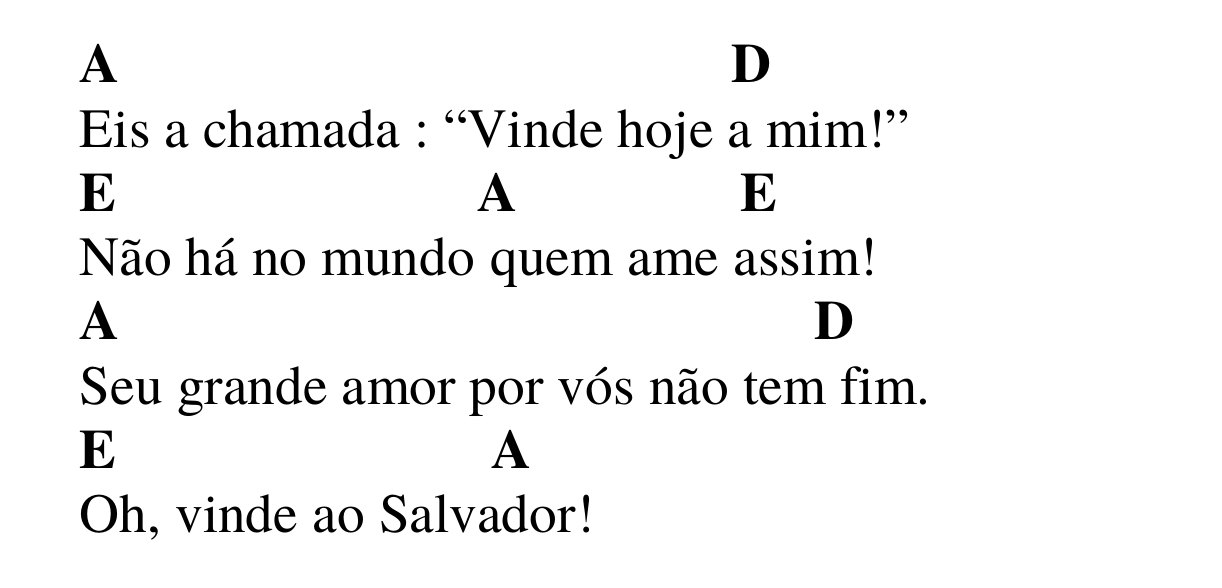 A D
Eis a chamada : “Vinde hoje a mim!”
E A E
Não há no mundo quem ame assim!
A D
Seu grande amor por vós não tem fim.
E A
Oh, vinde ao Salvador!